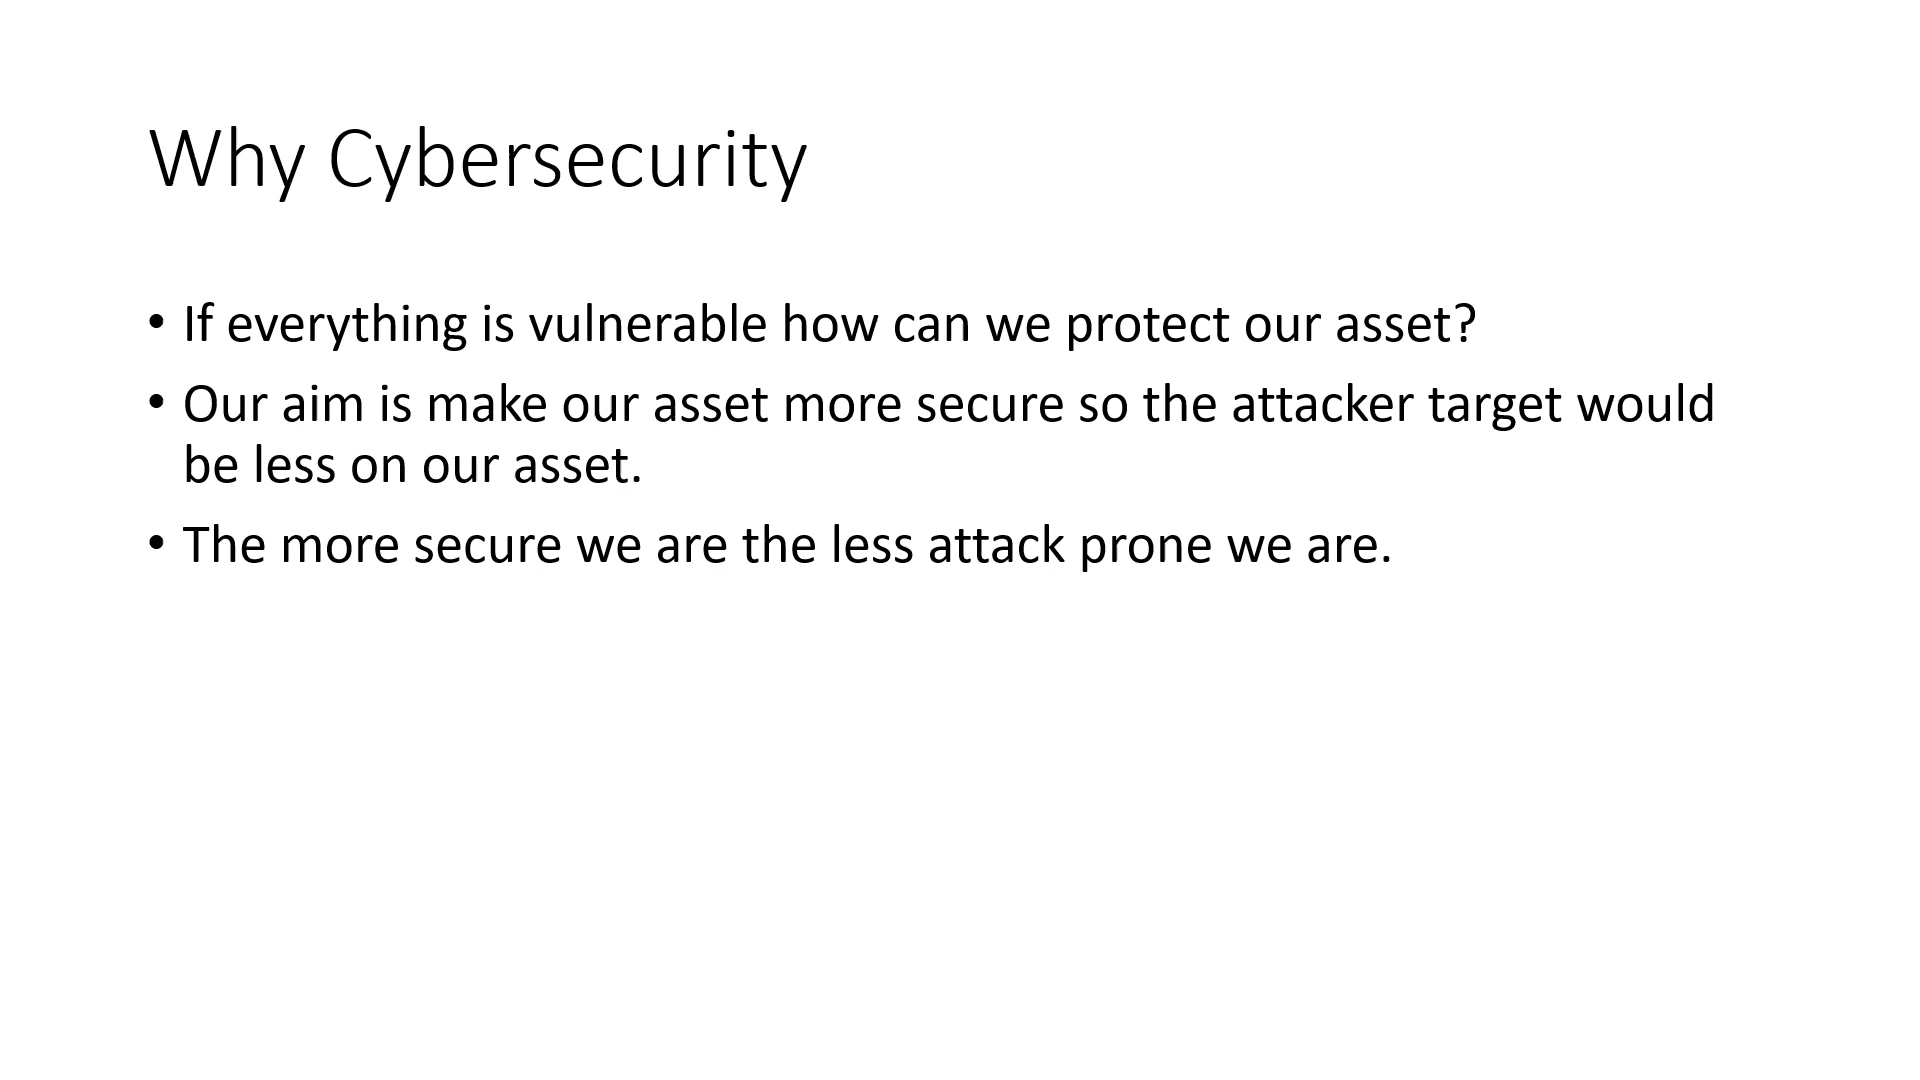 Why Cybersecurity
• If everything is vulnerable how can we protect our asset?
• Our aim is make our asset more secure so the attacker target would
be less on our asset.
• The more secure we are the less attack prone we are.